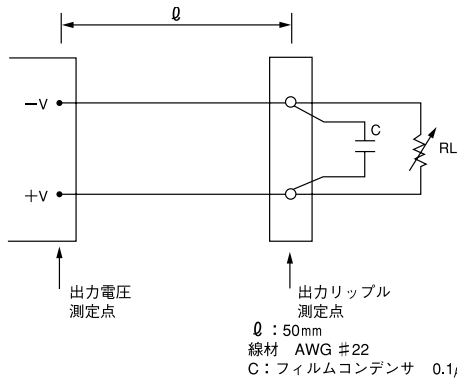 ℓ
−V
C
RL
+V
出力電圧
測定点
出力リップル
測定点
ℓ：50mm
線材　AWG ♯22
C：フィルムコンデンサ　0.1